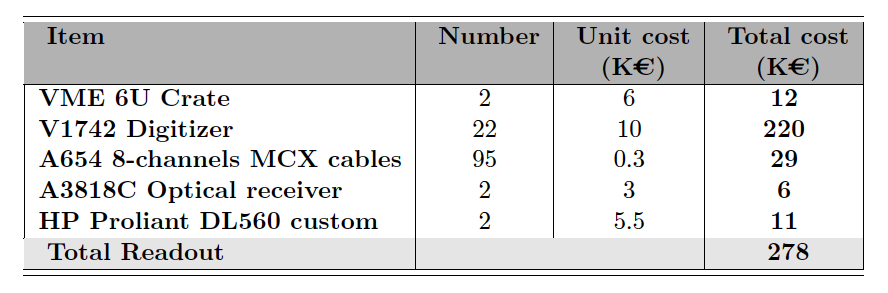 Item Number Unit cost Total cost
(K€) (K€)
VME 6U Crate 2 6 12
V1742 Digitizer 22 10 220
A654 8-channels MCX cables 95 0.3 29
A3818C Optical receiver 2 3 6
HP Proliant DL560 custom 2 5.5 11
Total Readout 278